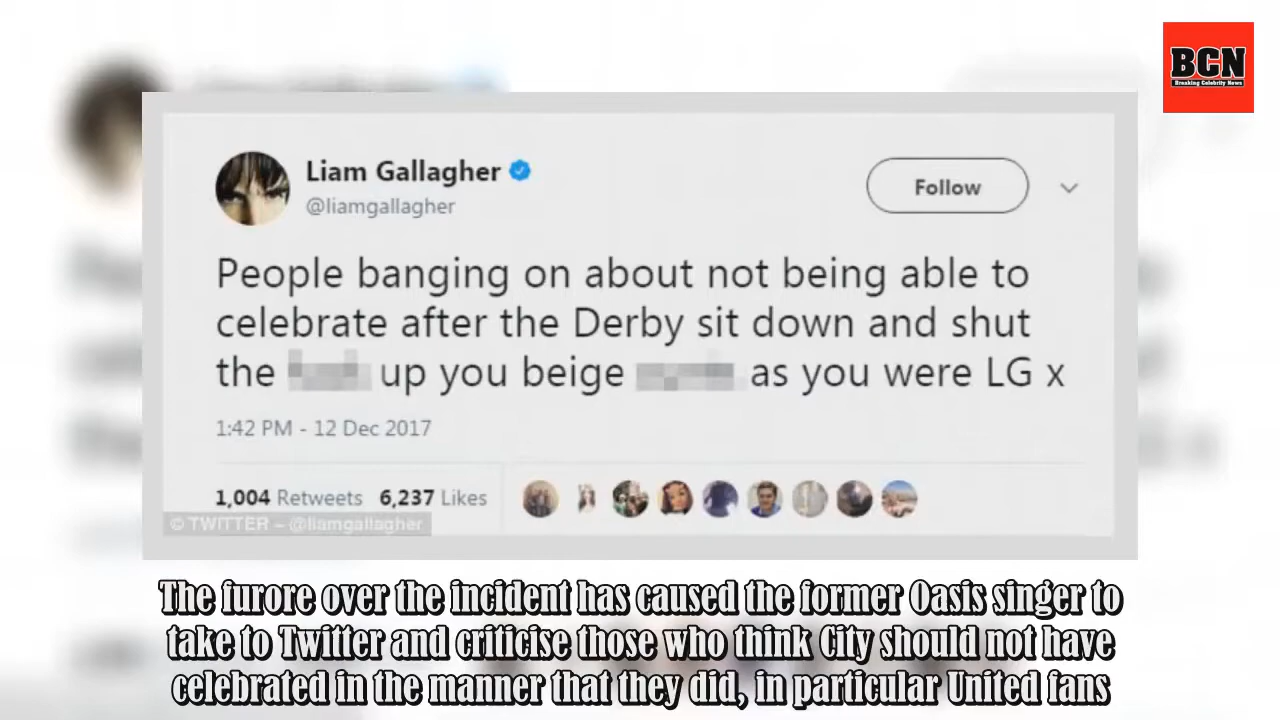 BCN
Breaking Celebrity News
Liam Gallagher
@liamgallagher
Follow
People banging on about not being able to
celebrate after the Derby sit down and shut
the up you beige as you were LG x
1:42 PM - 12 Dec 2017
1,004 Retweets 6,237 Likes
© TWITTER – @liamgallagher
The furore over the incident has caused the former Oasis singer to
take to Twitter and criticise those who think City should not have
celebrated in the manner that they did, in particular United fans